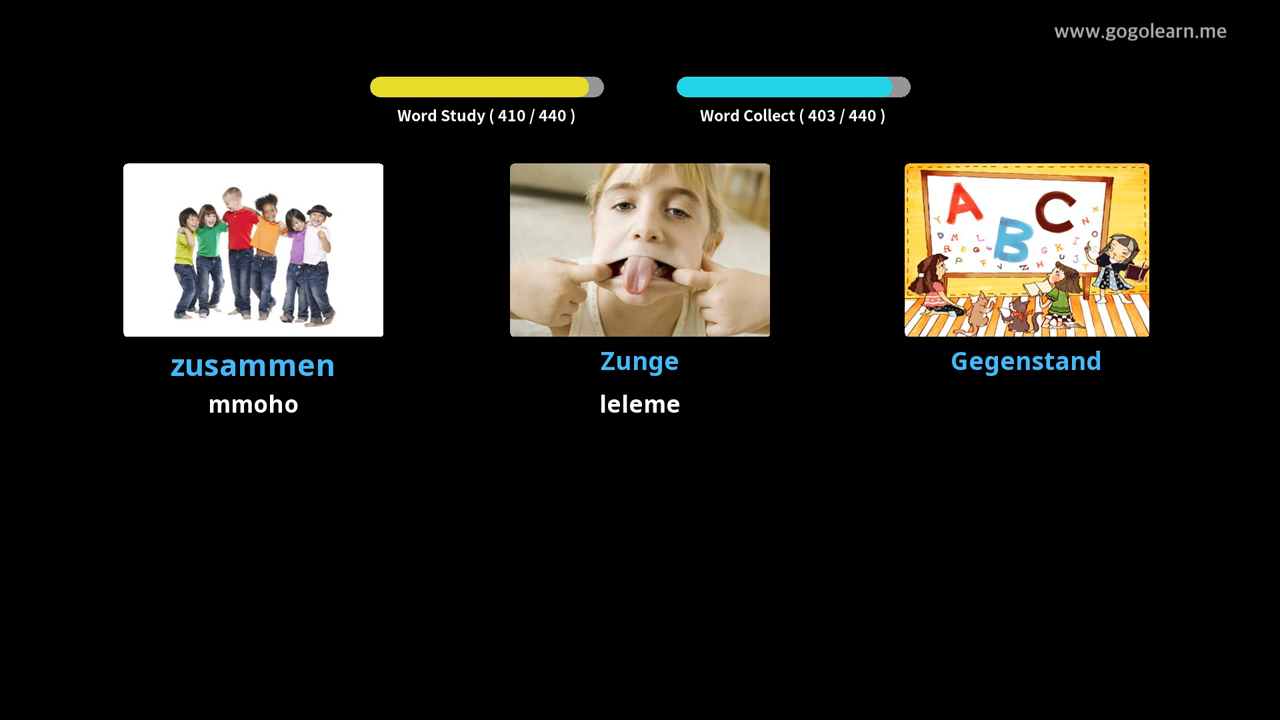 www.gogolearn.me
Word Study ( 410 / 440 )
Word Collect ( 403 / 440 )
A B C
zusammen
Zunge
Gegenstand
mmoho
leleme